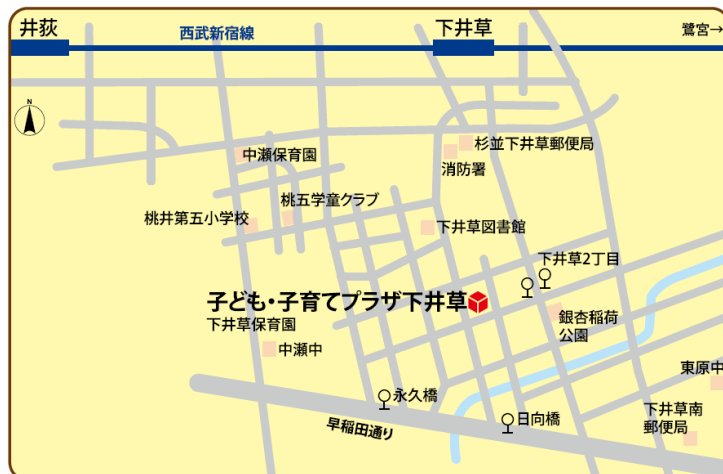 井荻
西武新宿線
下井草
鷺宮→
N
杉並下井草郵便局
中瀬保育園
消防署
桃五学童クラブ
桃井第五小学校
下井草図書館
下井草2丁目
子ども・子育てプラザ下井草
下井草保育園
銀杏稲荷
公園
中瀬中
東原中
永久橋
下井草南
郵便局
日向橋
早稲田通り